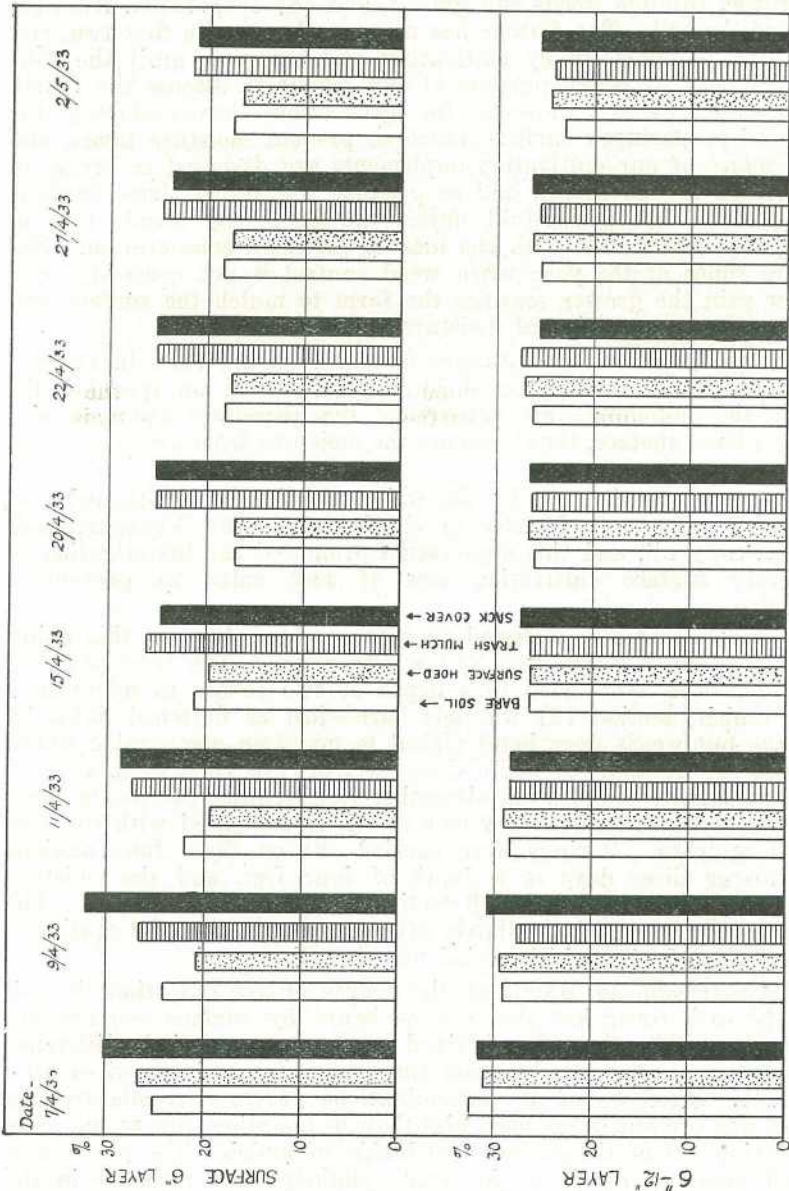 Date-
7/4/33
9/4/33
11/4/33
15/4/33
20/4/33
22/4/33
27/4/33
2/5/33
%
30
20
10
0
SURFACE 6" LAYER
BARE SOIL→
SURFACE HOED→
TRASH MULCH→
SACK COVER→
%
30
20
10
0
6"-12" LAYER